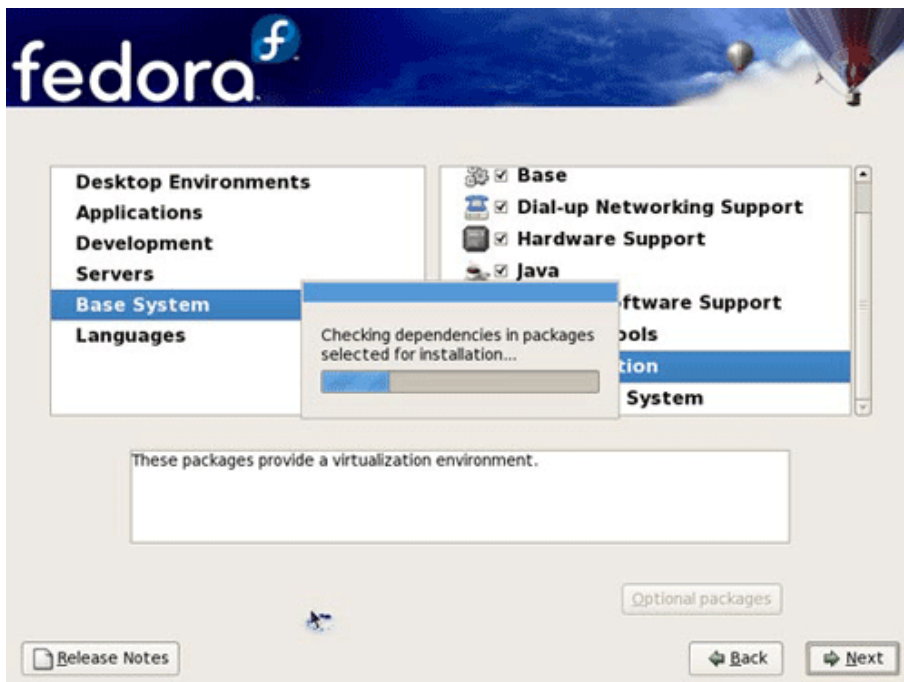 fedora
Desktop Environments
Applications
Development
Servers
Base System
Languages
Base
Dial-up Networking Support
Hardware Support
Java
ftware Support
ools
tion
System
Checking dependencies in packages
selected for installation...
These packages provide a virtualization environment.
Optional packages
Release Notes
Back
Next